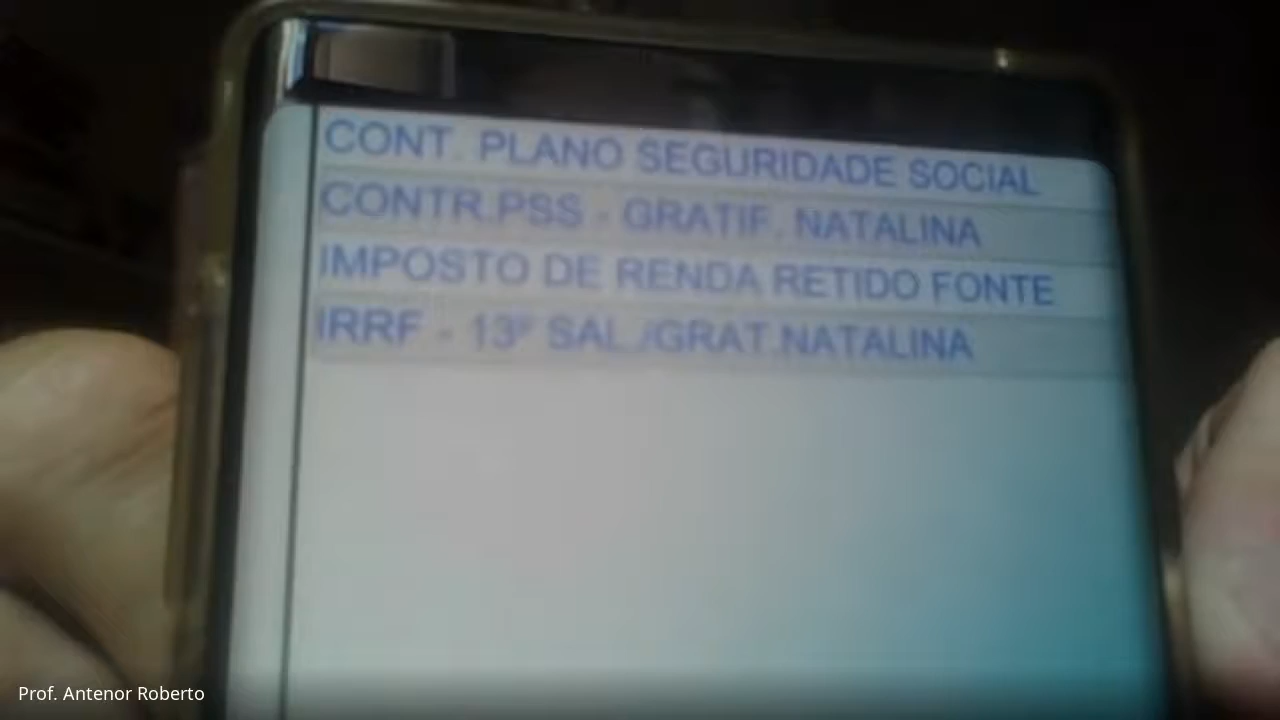 CONT. PLANO SEGURIDADE SOCIAL
CONTR.PSS - GRATIF. NATALINA
IMPOSTO DE RENDA RETIDO FONTE
IRRF - 13º SAL./GRAT.NATALINA
Prof. Antenor Roberto